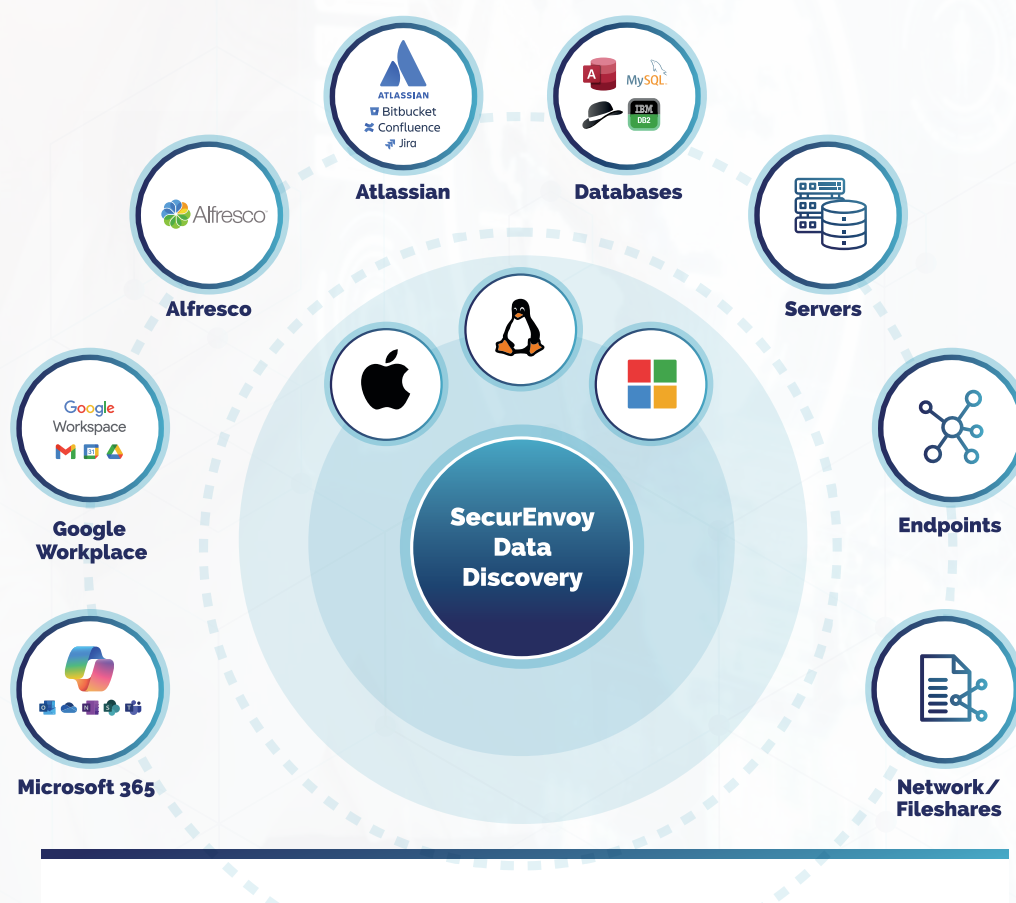 ATLASSIAN
Bitbucket
Confluence
Jira
Atlassian
A
MySQL
IBM
DB2
Databases
Alfresco
Alfresco
Servers
Google
Workspace
31
Google
Workplace
Endpoints
SecurEnvoy
Data
Discovery
N
S
Microsoft 365
Network/
Fileshares